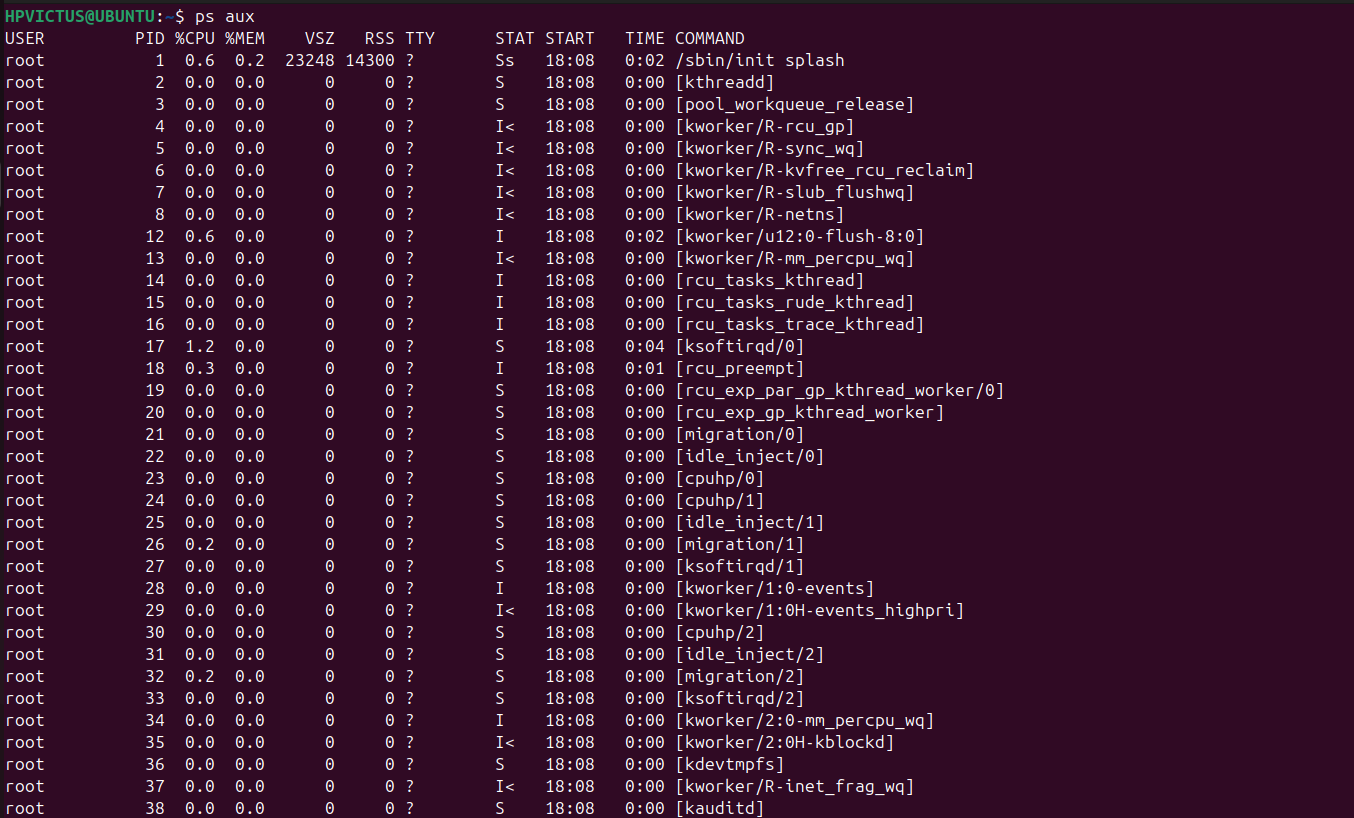 HPVICTUS@UBUNTU:~$ ps aux
USER         PID %CPU %MEM    VSZ   RSS TTY      STAT START   TIME COMMAND
root           1  0.6  0.2  23248 14300 ?        Ss   18:08   0:02 /sbin/init splash
root           2  0.0  0.0      0     0 ?        S    18:08   0:00 [kthreadd]
root           3  0.0  0.0      0     0 ?        S    18:08   0:00 [pool_workqueue_release]
root           4  0.0  0.0      0     0 ?        I<   18:08   0:00 [kworker/R-rcu_gp]
root           5  0.0  0.0      0     0 ?        I<   18:08   0:00 [kworker/R-sync_wq]
root           6  0.0  0.0      0     0 ?        I<   18:08   0:00 [kworker/R-kvfree_rcu_reclaim]
root           7  0.0  0.0      0     0 ?        I<   18:08   0:00 [kworker/R-slub_flushwq]
root           8  0.0  0.0      0     0 ?        I<   18:08   0:00 [kworker/R-netns]
root          12  0.6  0.0      0     0 ?        I    18:08   0:02 [kworker/u12:0-flush-8:0]
root          13  0.0  0.0      0     0 ?        I<   18:08   0:00 [kworker/R-mm_percpu_wq]
root          14  0.0  0.0      0     0 ?        I    18:08   0:00 [rcu_tasks_kthread]
root          15  0.0  0.0      0     0 ?        I    18:08   0:00 [rcu_tasks_rude_kthread]
root          16  0.0  0.0      0     0 ?        I    18:08   0:00 [rcu_tasks_trace_kthread]
root          17  1.2  0.0      0     0 ?        S    18:08   0:04 [ksoftirqd/0]
root          18  0.3  0.0      0     0 ?        I    18:08   0:01 [rcu_preempt]
root          19  0.0  0.0      0     0 ?        S    18:08   0:00 [rcu_exp_par_gp_kthread_worker/0]
root          20  0.0  0.0      0     0 ?        S    18:08   0:00 [rcu_exp_gp_kthread_worker]
root          21  0.0  0.0      0     0 ?        S    18:08   0:00 [migration/0]
root          22  0.0  0.0      0     0 ?        S    18:08   0:00 [idle_inject/0]
root          23  0.0  0.0      0     0 ?        S    18:08   0:00 [cpuhp/0]
root          24  0.0  0.0      0     0 ?        S    18:08   0:00 [cpuhp/1]
root          25  0.0  0.0      0     0 ?        S    18:08   0:00 [idle_inject/1]
root          26  0.2  0.0      0     0 ?        S    18:08   0:00 [migration/1]
root          27  0.0  0.0      0     0 ?        S    18:08   0:00 [ksoftirqd/1]
root          28  0.0  0.0      0     0 ?        I    18:08   0:00 [kworker/1:0-events]
root          29  0.0  0.0      0     0 ?        I<   18:08   0:00 [kworker/1:0H-events_highpri]
root          30  0.0  0.0      0     0 ?        S    18:08   0:00 [cpuhp/2]
root          31  0.0  0.0      0     0 ?        S    18:08   0:00 [idle_inject/2]
root          32  0.2  0.0      0     0 ?        S    18:08   0:00 [migration/2]
root          33  0.0  0.0      0     0 ?        S    18:08   0:00 [ksoftirqd/2]
root          34  0.0  0.0      0     0 ?        I    18:08   0:00 [kworker/2:0-mm_percpu_wq]
root          35  0.0  0.0      0     0 ?        I<   18:08   0:00 [kworker/2:0H-kblockd]
root          36  0.0  0.0      0     0 ?        S    18:08   0:00 [kdevtmpfs]
root          37  0.0  0.0      0     0 ?        I<   18:08   0:00 [kworker/R-inet_frag_wq]
root          38  0.0  0.0      0     0 ?        S    18:08   0:00 [kauditd]